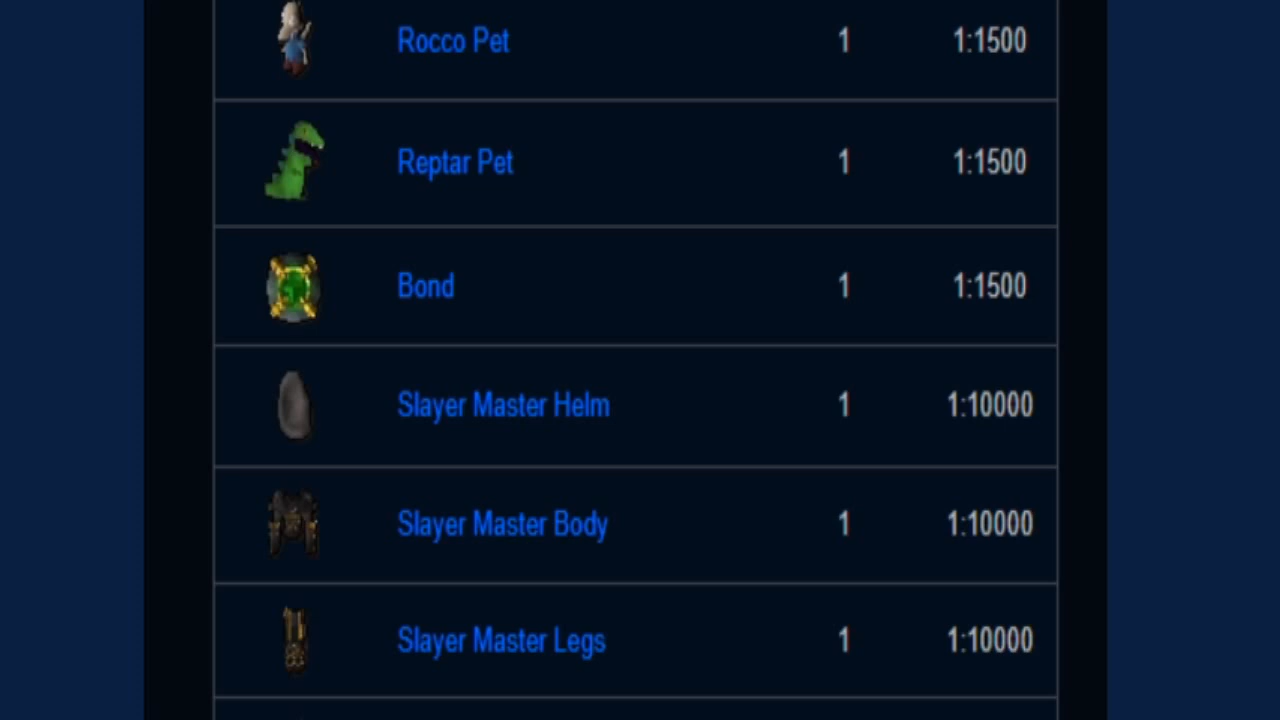 Rocco Pet 1 1:1500
Reptar Pet 1 1:1500
Bond 1 1:1500
Slayer Master Helm 1 1:10000
Slayer Master Body 1 1:10000
Slayer Master Legs 1 1:10000